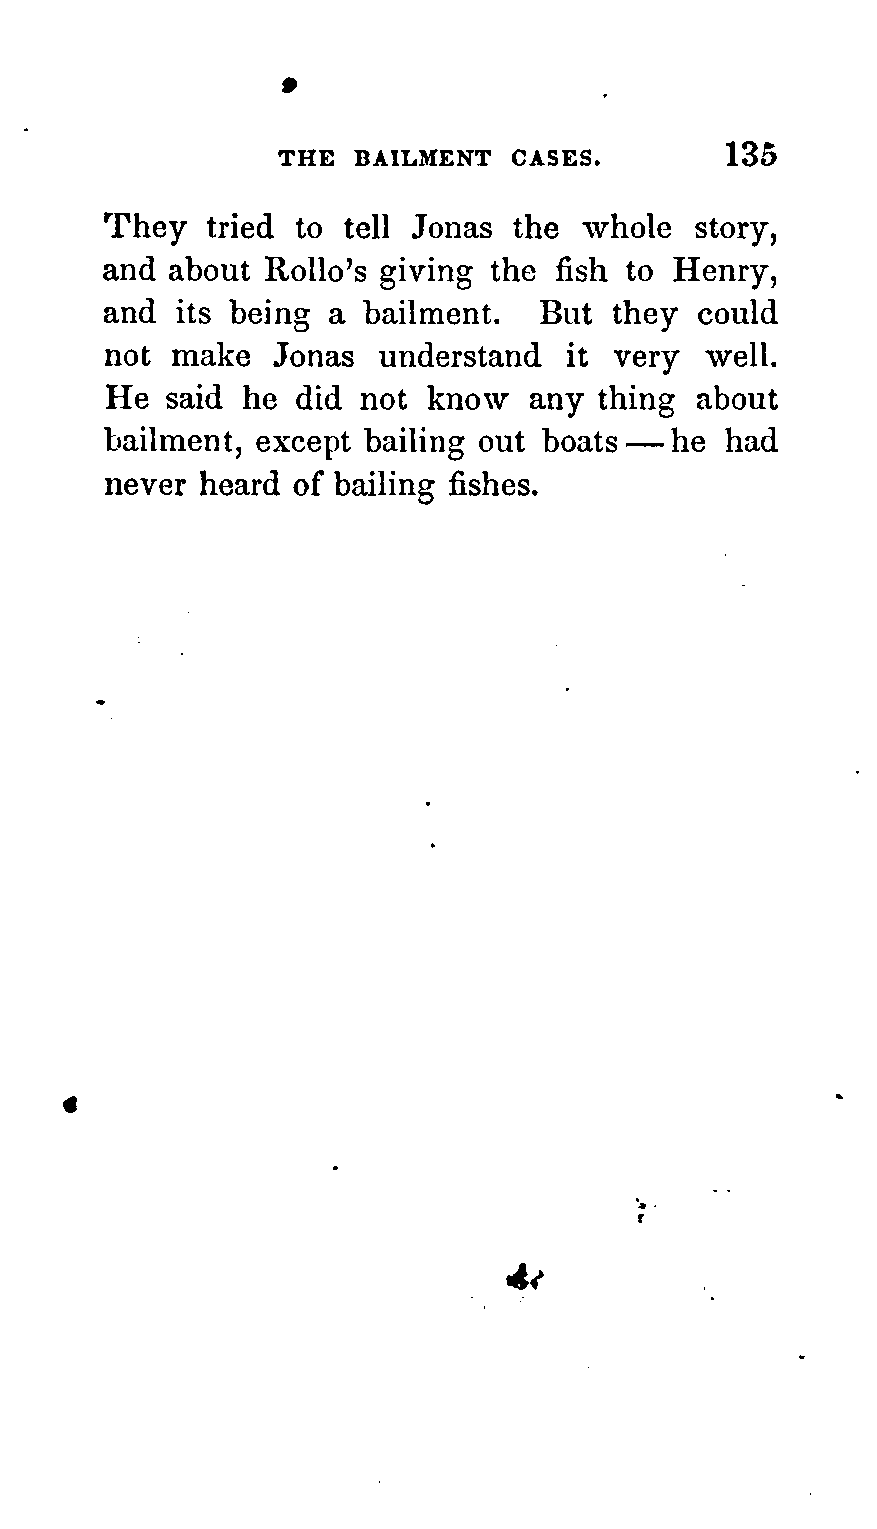 THE BAILMENT CASES. 135
They tried to tell Jonas the whole story,
and about Rollo's giving the fish to Henry,
and its being a bailment. But they could
not make Jonas understand it very well.
He said he did not know any thing about
bailment, except bailing out boats — he had
never heard of bailing fishes.